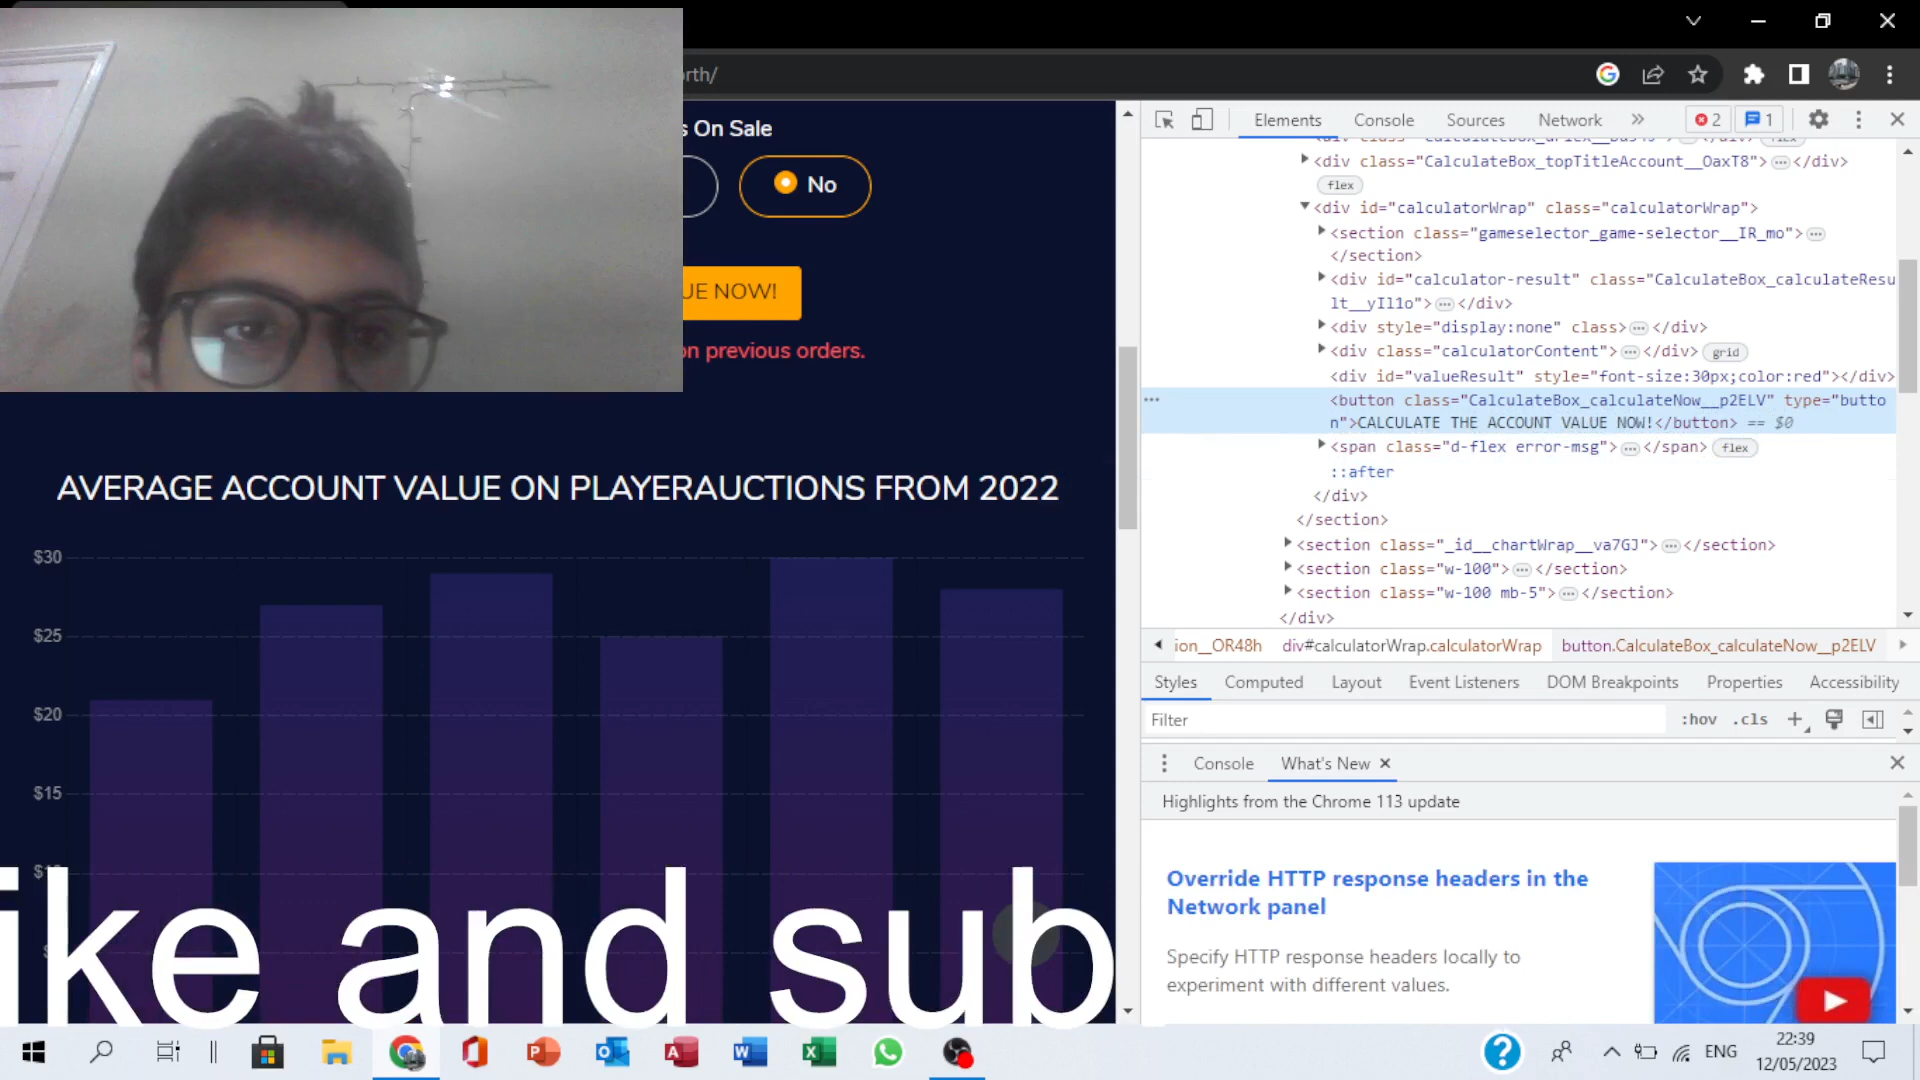 rth/
s On Sale
No
UE NOW!
on previous orders.
AVERAGE ACCOUNT VALUE ON PLAYERAUCTIONS FROM 2022
$30
$25
$20
$15
ike and sub
Elements Console Sources Network » 2 1
▶<div class="CalculateBox_topTitleAccount__OaxT8">…</div>
flex
▼<div id="calculatorWrap" class="calculatorWrap">
▶<section class="gameselector_game-selector__IR_mo">…
</section>
▶<div id="calculator-result" class="CalculateBox_calculateResu
lt__yIl1o">…</div>
▶<div style="display:none" class>…</div>
▶<div class="calculatorContent">…</div> grid
<div id="valueResult" style="font-size:30px;color:red"></div>
<button class="CalculateBox_calculateNow__p2ELV" type="butto
n">CALCULATE THE ACCOUNT VALUE NOW!</button> == $0
▶<span class="d-flex error-msg">…</span> flex
::after
</div>
</section>
▶<section class="_id__chartWrap__va7GJ">…</section>
▶<section class="w-100">…</section>
▶<section class="w-100 mb-5">…</section>
</div>
ion__OR48h div#calculatorWrap.calculatorWrap button.CalculateBox_calculateNow__p2ELV
Styles Computed Layout Event Listeners DOM Breakpoints Properties Accessibility
Filter :hov .cls
Console What's New
Highlights from the Chrome 113 update
Override HTTP response headers in the
Network panel
Specify HTTP response headers locally to
experiment with different values.
ENG
22:39
12/05/2023